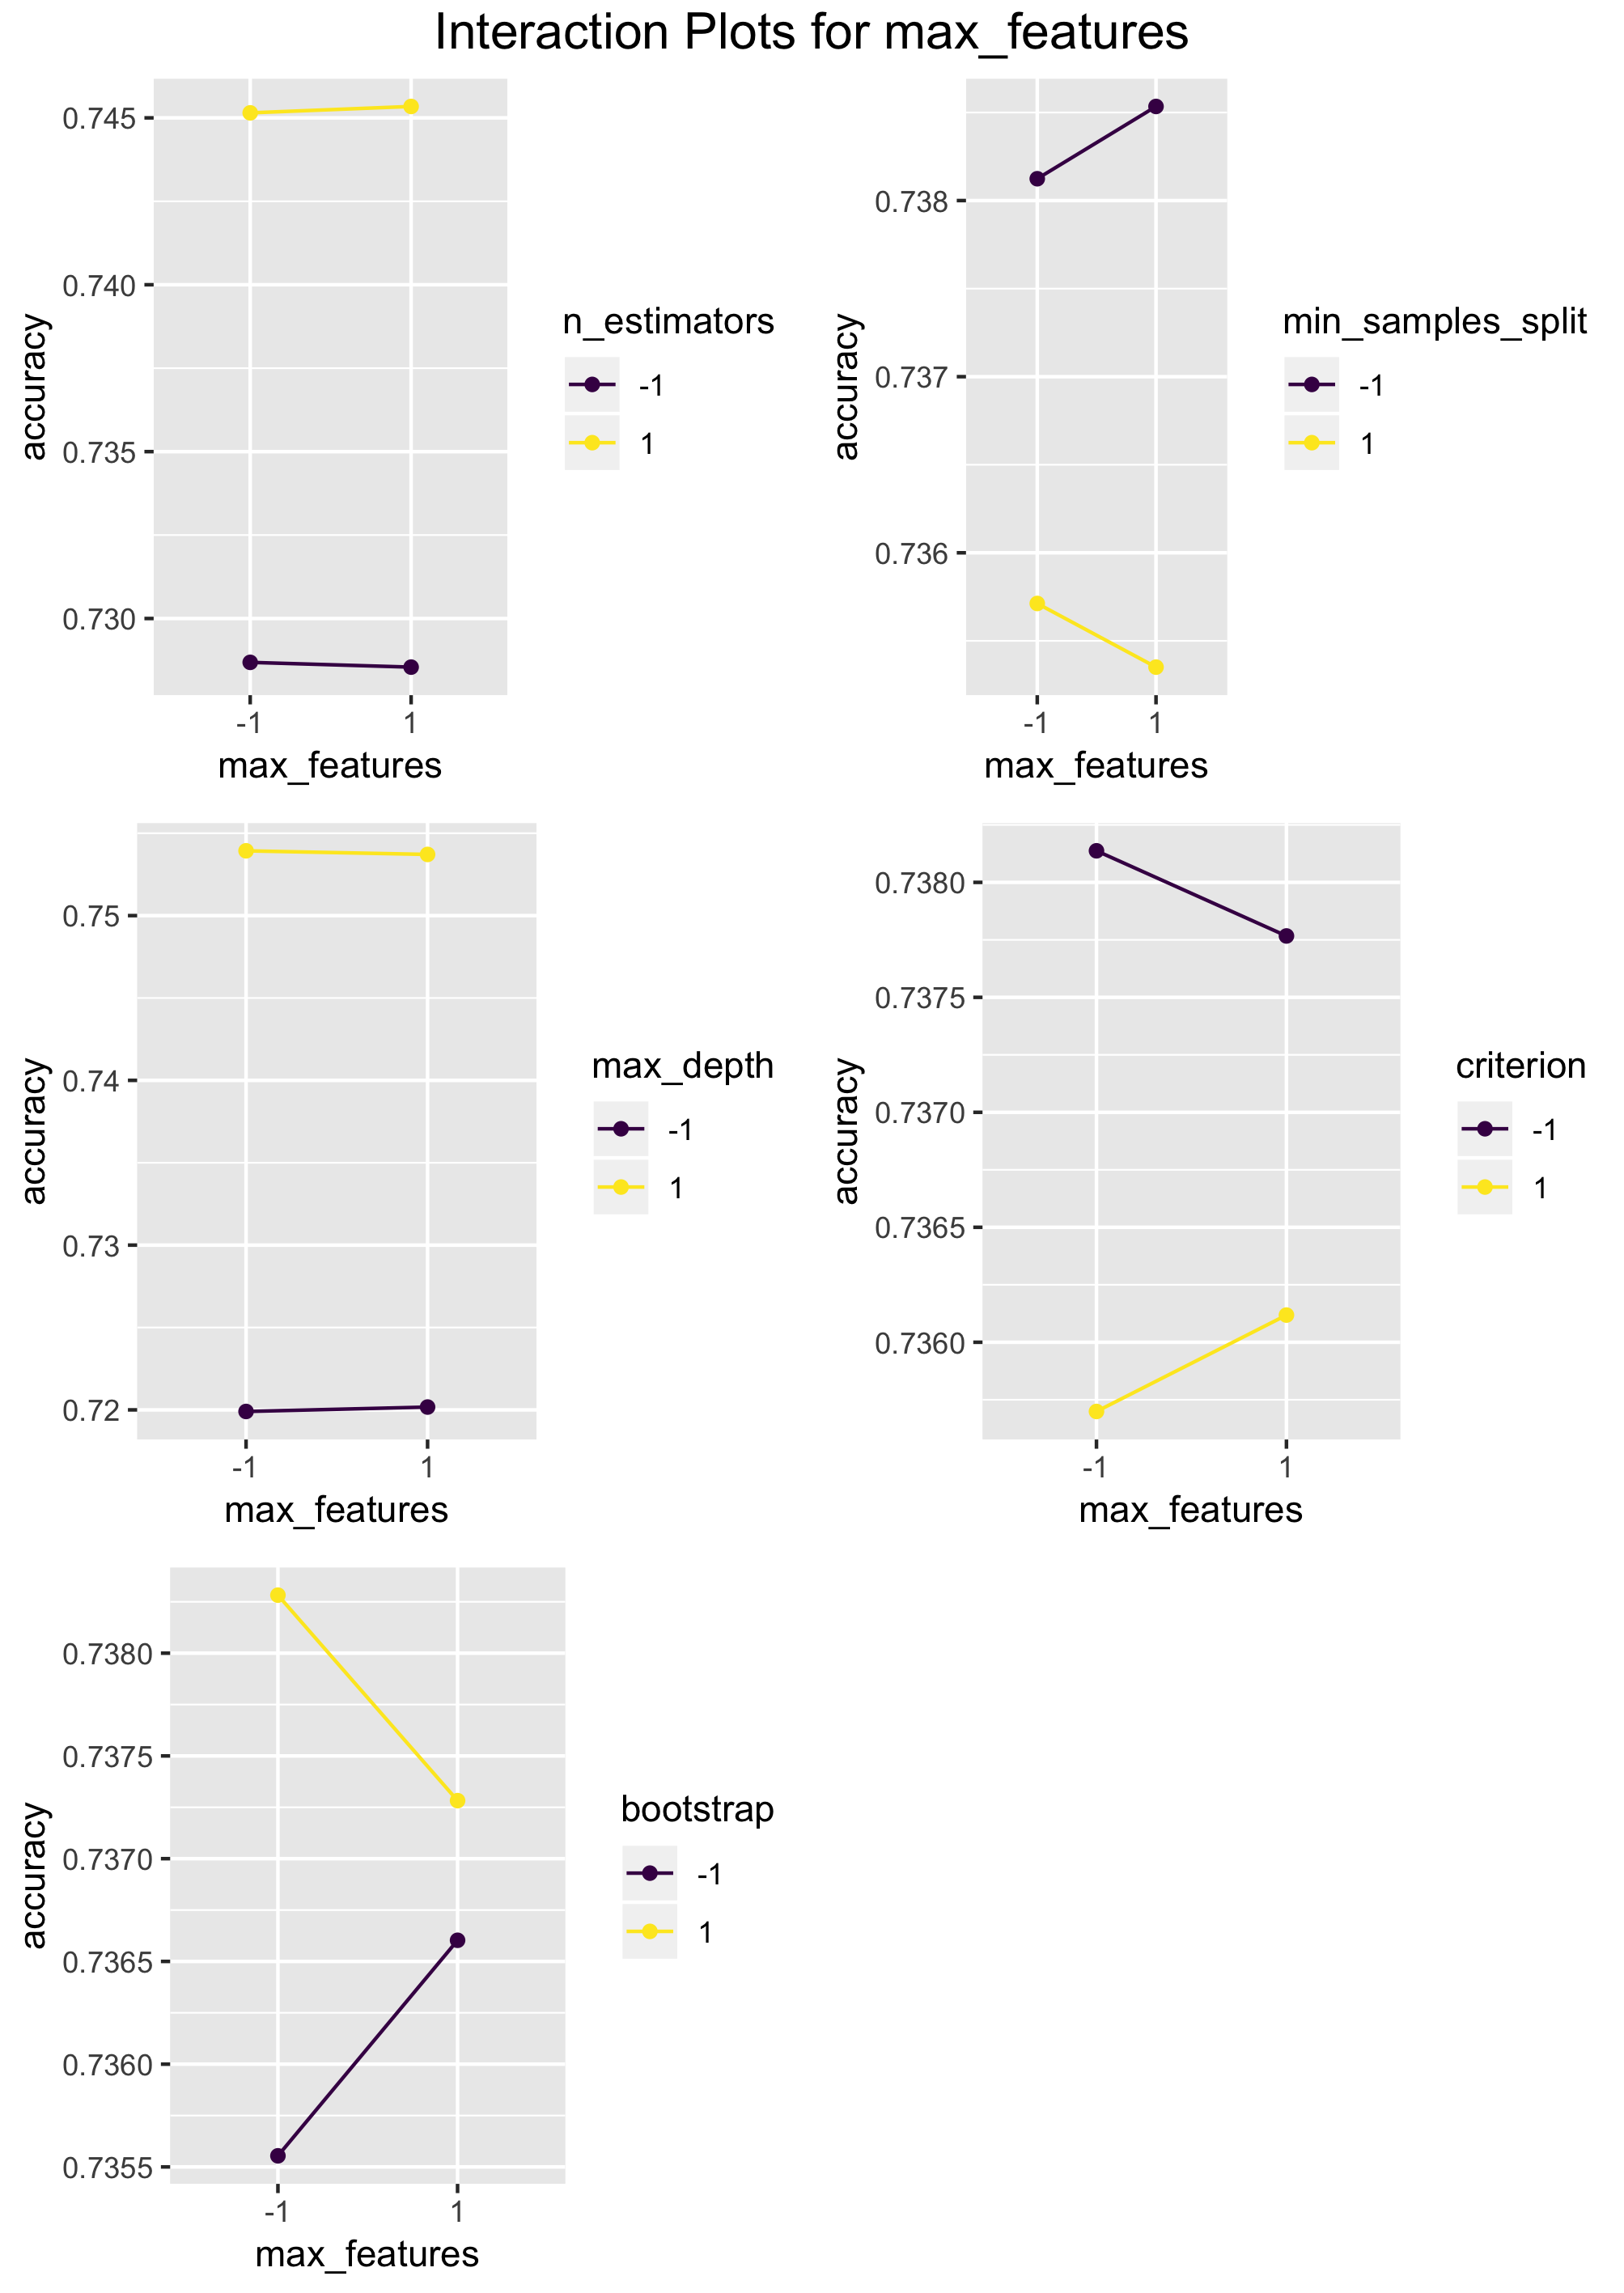 Interaction Plots for max_features
accuracy
0.745
0.740
0.735
0.730
-1
1
max_features
n_estimators
-1
1
accuracy
0.738
0.737
0.736
-1
1
max_features
min_samples_split
-1
1
accuracy
0.75
0.74
0.73
0.72
-1
1
max_features
max_depth
-1
1
accuracy
0.7380
0.7375
0.7370
0.7365
0.7360
-1
1
max_features
criterion
-1
1
accuracy
0.7380
0.7375
0.7370
0.7365
0.7360
0.7355
-1
1
max_features
bootstrap
-1
1